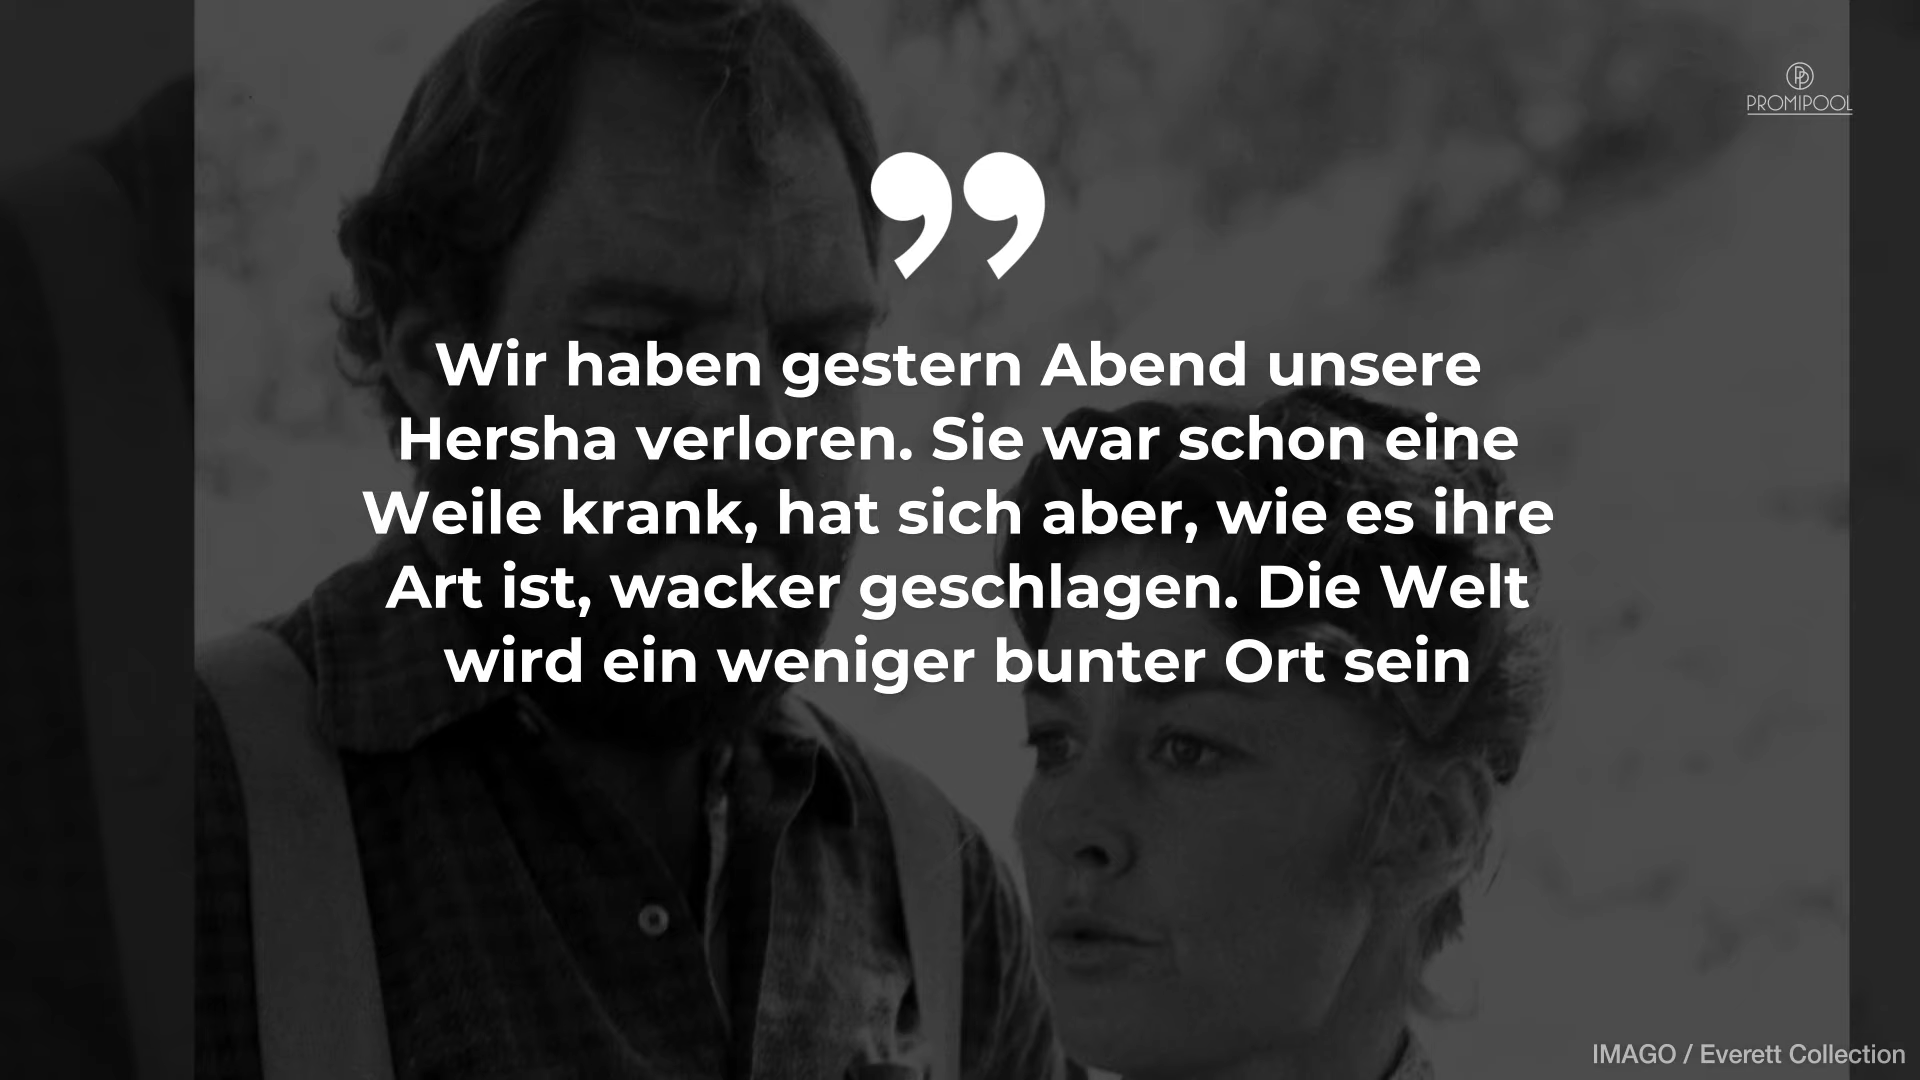 PROMIPOOL
”
Wir haben gestern Abend unsere
Hersha verloren. Sie war schon eine
Weile krank, hat sich aber, wie es ihre
Art ist, wacker geschlagen. Die Welt
wird ein weniger bunter Ort sein
IMAGO / Everett Collection